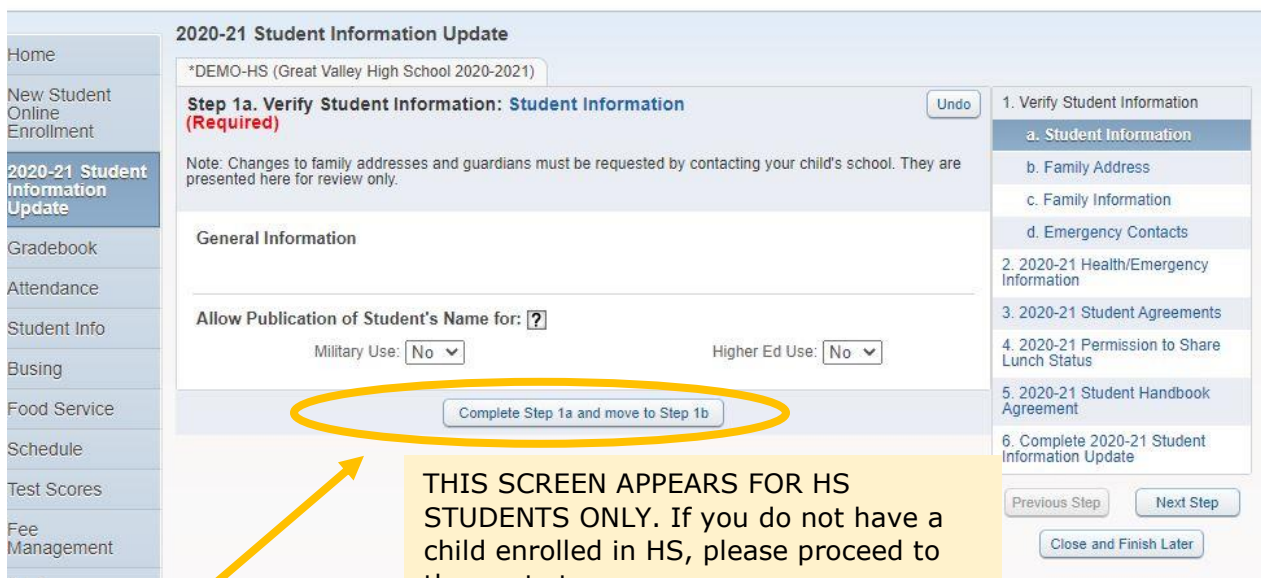 2020-21 Student Information Update
Home
New Student
Online
Enrollment
2020-21 Student
Information
Update
Gradebook
Attendance
Student Info
Busing
Food Service
Schedule
Test Scores
Fee
Management
*DEMO-HS (Great Valley High School 2020-2021)
Step 1a. Verify Student Information: Student Information
(Required)
Undo
Note: Changes to family addresses and guardians must be requested by contacting your child's school. They are
presented here for review only.
General Information
Allow Publication of Student's Name for: ?
Military Use: No
Higher Ed Use: No
Complete Step 1a and move to Step 1b
THIS SCREEN APPEARS FOR HS
STUDENTS ONLY. If you do not have a
child enrolled in HS, please proceed to
1. Verify Student Information
a. Student Information
b. Family Address
c. Family Information
d. Emergency Contacts
2. 2020-21 Health/Emergency
Information
3. 2020-21 Student Agreements
4. 2020-21 Permission to Share
Lunch Status
5. 2020-21 Student Handbook
Agreement
6. Complete 2020-21 Student
Information Update
Previous Step
Next Step
Close and Finish Later